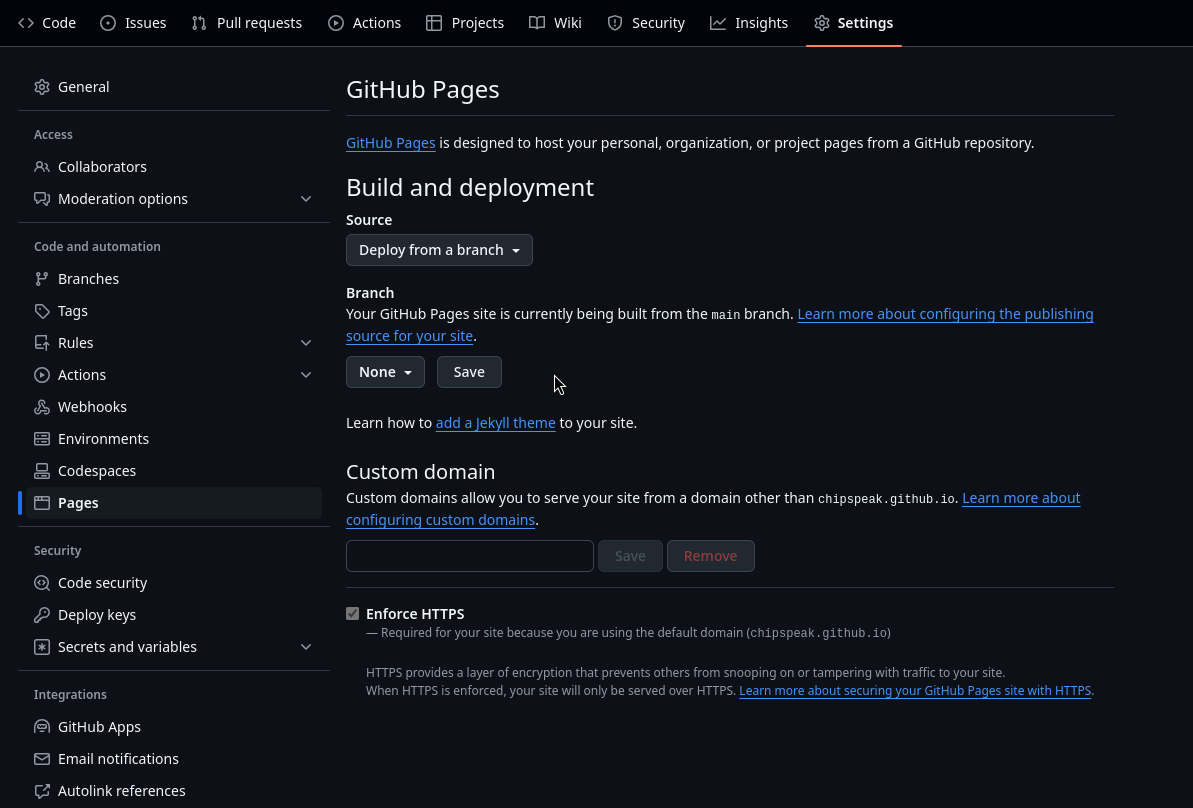 Code
Issues
Pull requests
Actions
Projects
Wiki
Security
Insights
Settings
General
Access
Collaborators
Moderation options
Code and automation
Branches
Tags
Rules
Actions
Webhooks
Environments
Codespaces
Pages
Security
Code security
Deploy keys
Secrets and variables
Integrations
GitHub Apps
Email notifications
Autolink references
GitHub Pages
GitHub Pages is designed to host your personal, organization, or project pages from a GitHub repository.
Build and deployment
Source
Deploy from a branch
Branch
Your GitHub Pages site is currently being built from the main branch. Learn more about configuring the publishing
source for your site.
None
Save
Learn how to add a Jekyll theme to your site.
Custom domain
Custom domains allow you to serve your site from a domain other than chipspeak.github.io. Learn more about
configuring custom domains.
Save
Remove
Enforce HTTPS
— Required for your site because you are using the default domain (chipspeak.github.io)
HTTPS provides a layer of encryption that prevents others from snooping on or tampering with traffic to your site.
When HTTPS is enforced, your site will only be served over HTTPS. Learn more about securing your GitHub Pages site with HTTPS.